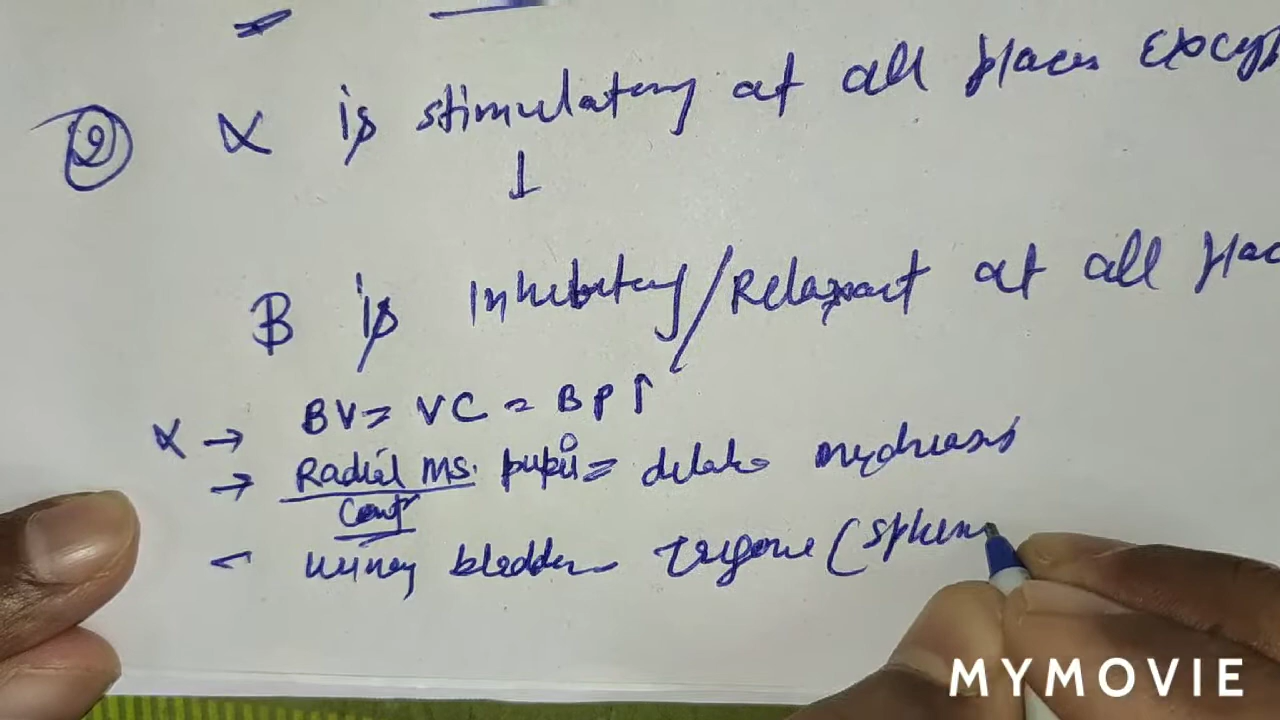 ② α is stimulatory at all places except
↓
B is Inhibitory/Relaxant at all plac
α → BV = VC = BP↑
→ Radial ms. pupil = dilate mydriasis
Contr
urinary bladder trigone (sphin
MYMOVIE